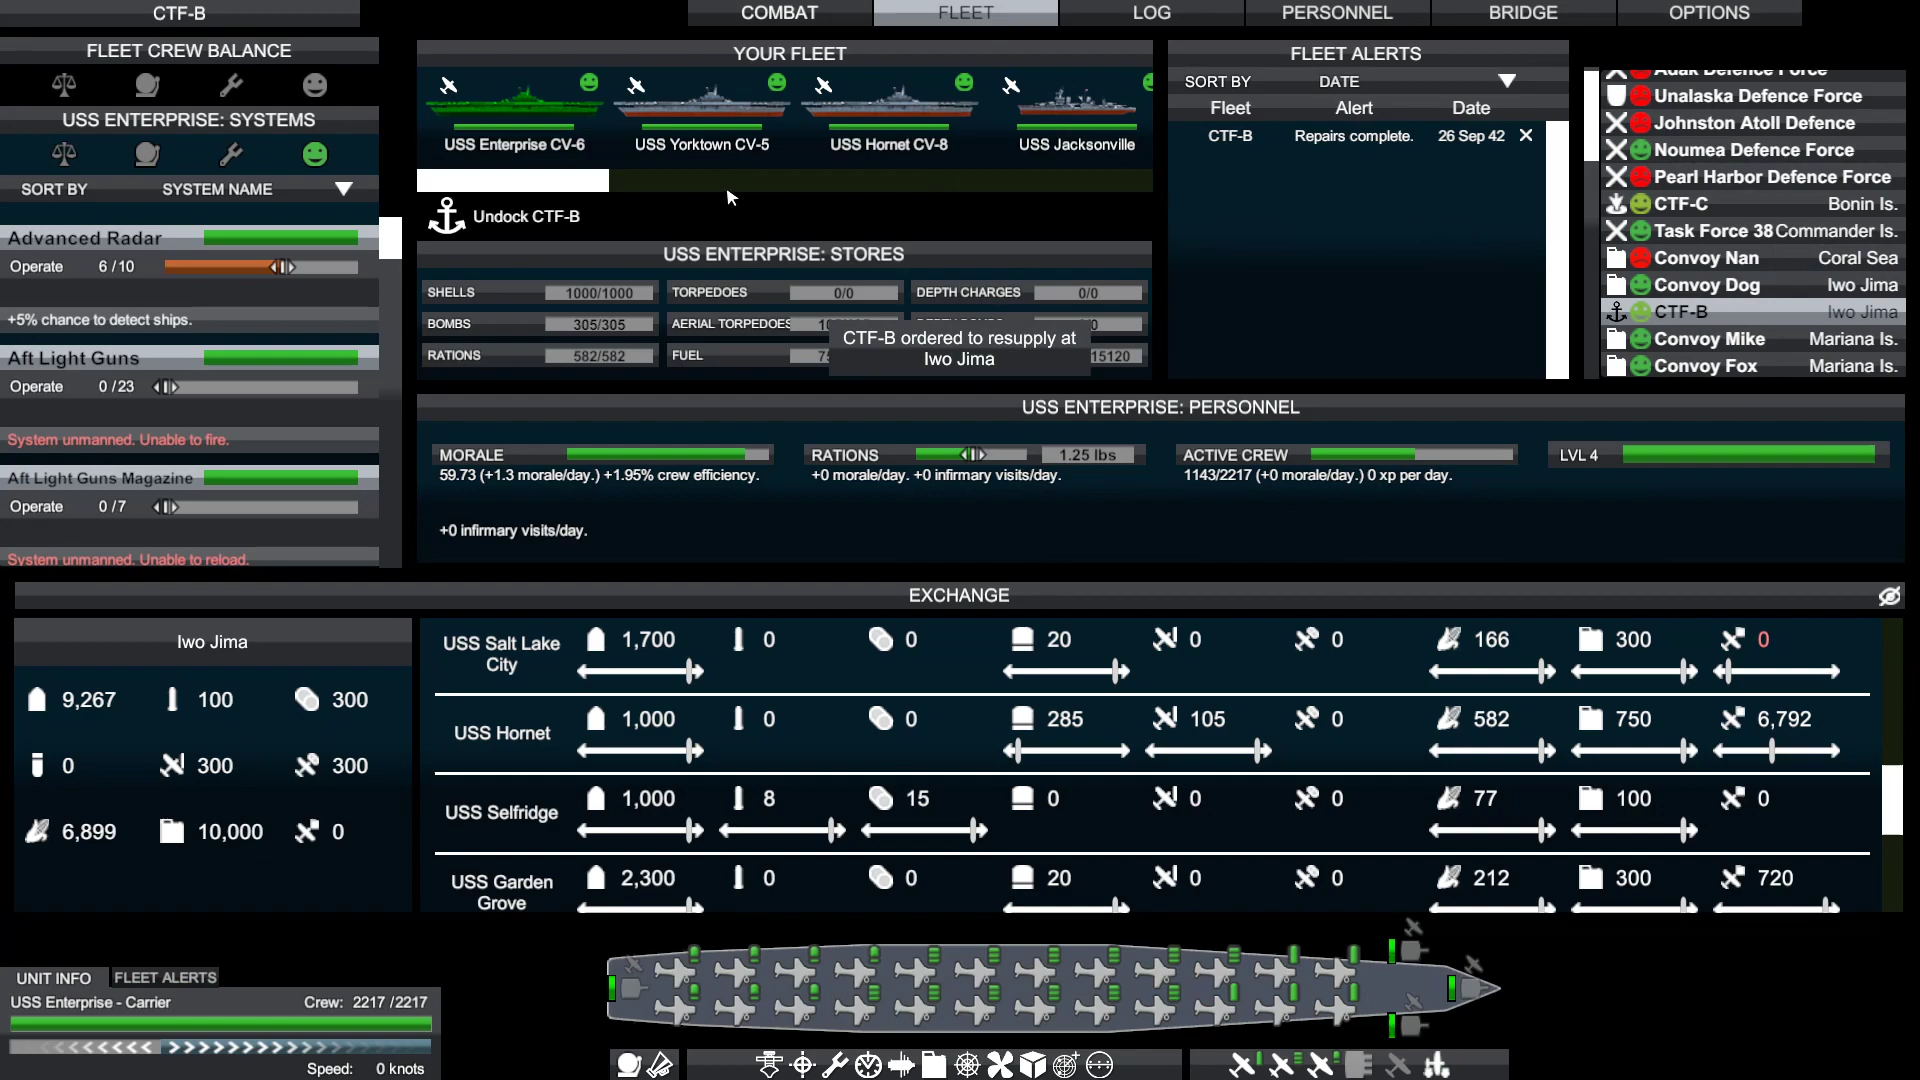 CTF-B
COMBAT
FLEET
LOG
PERSONNEL
BRIDGE
OPTIONS
FLEET CREW BALANCE
USS ENTERPRISE: SYSTEMS
SORT BY SYSTEM NAME
Advanced Radar
Operate 6 /10
+5% chance to detect ships.
Aft Light Guns
Operate 0 /23
System unmanned. Unable to fire.
Aft Light Guns Magazine
Operate 0 /7
System unmanned. Unable to reload.
YOUR FLEET
USS Enterprise CV-6
USS Yorktown CV-5
USS Hornet CV-8
USS Jacksonville
Undock CTF-B
USS ENTERPRISE: STORES
SHELLS 1000/1000 TORPEDOES 0/0 DEPTH CHARGES 0/0
BOMBS 305/305 AERIAL TORPEDOES
RATIONS 582/582 FUEL 15120
CTF-B ordered to resupply at
Iwo Jima
FLEET ALERTS
SORT BY DATE
Fleet Alert Date
CTF-B Repairs complete. 26 Sep 42
Adak Defence Force
Unalaska Defence Force
Johnston Atoll Defence
Noumea Defence Force
Pearl Harbor Defence Force
CTF-C Bonin Is.
Task Force 38 Commander Is.
Convoy Nan Coral Sea
Convoy Dog Iwo Jima
CTF-B Iwo Jima
Convoy Mike Mariana Is.
Convoy Fox Mariana Is.
USS ENTERPRISE: PERSONNEL
MORALE
59.73 (+1.3 morale/day.) +1.95% crew efficiency.
RATIONS 1.25 lbs
+0 morale/day. +0 infirmary visits/day.
ACTIVE CREW
1143/2217 (+0 morale/day.) 0 xp per day.
LVL 4
+0 infirmary visits/day.
EXCHANGE
Iwo Jima
9,267 100 300
0 300 300
6,899 10,000 0
USS Salt Lake
City
1,700 0 0 20 0 0 166 300 0
USS Hornet
1,000 0 0 285 105 0 582 750 6,792
USS Selfridge
1,000 8 15 0 0 0 77 100 0
USS Garden
Grove
2,300 0 0 20 0 0 212 300 720
UNIT INFO
FLEET ALERTS
USS Enterprise - Carrier Crew: 2217 /2217
Speed: 0 knots